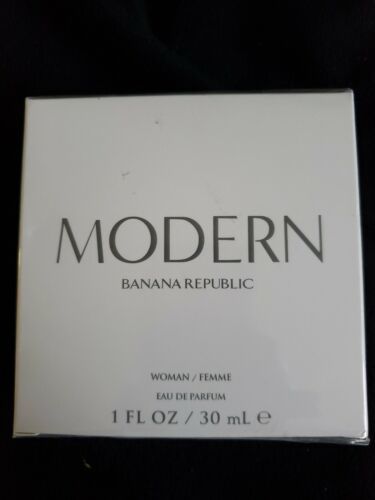 MODERN
BANANA REPUBLIC
WOMAN / FEMME
EAU DE PARFUM
1 FL OZ / 30 mL ℮